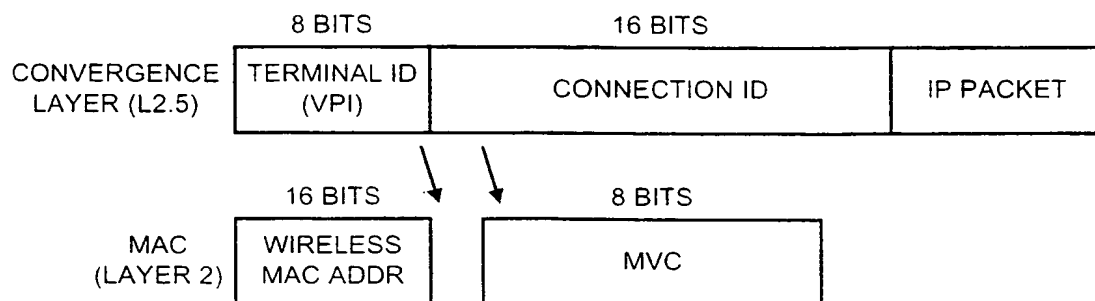 8 BITS
16 BITS
CONVERGENCE
LAYER (L2.5)
TERMINAL ID
(VPI)
CONNECTION ID
IP PACKET
16 BITS
8 BITS
MAC
(LAYER 2)
WIRELESS
MAC ADDR
MVC